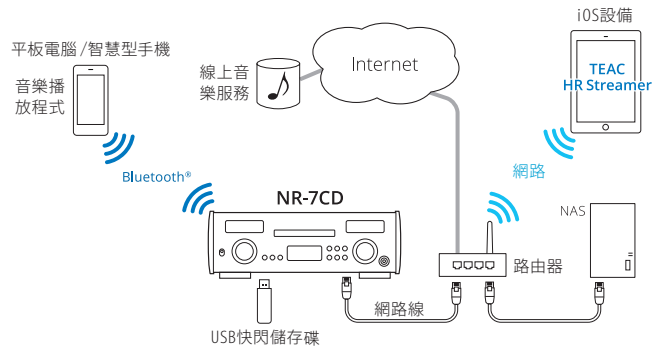 iOS設備
平板電腦/智慧型手機
音樂播
放程式
線上音
樂服務
Internet
TEAC
HR Streamer
Bluetooth®
網路
NR-7CD
NAS
路由器
網路線
USB快閃儲存碟